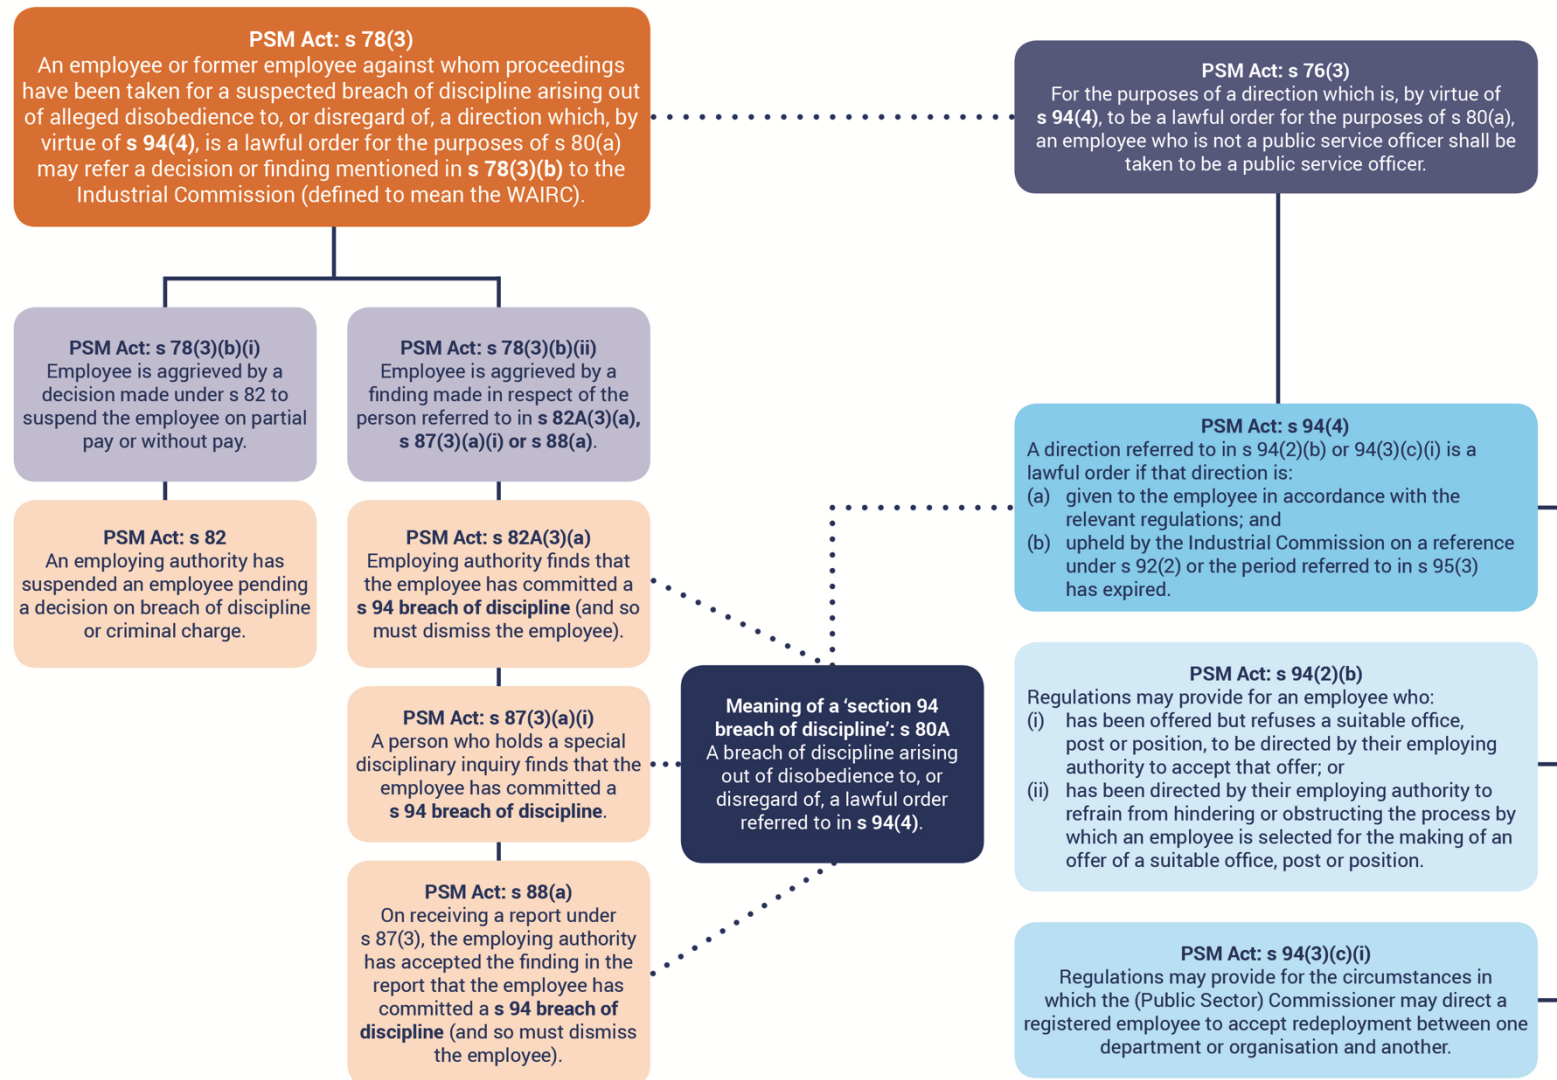 PSM Act: s 78(3)
An employee or former employee against whom proceedings
have been taken for a suspected breach of discipline arising out
of alleged disobedience to, or disregard of, a direction which, by
virtue of s 94(4), is a lawful order for the purposes of s 80(a)
may refer a decision or finding mentioned in s 78(3)(b) to the
Industrial Commission (defined to mean the WAIRC).
PSM Act: s 76(3)
For the purposes of a direction which is, by virtue of
s 94(4), to be a lawful order for the purposes of s 80(a),
an employee who is not a public service officer shall be
taken to be a public service officer.
PSM Act: s 78(3)(b)(i)
Employee is aggrieved by a
decision made under s 82 to
suspend the employee on partial
pay or without pay.
PSM Act: s 78(3)(b)(ii)
Employee is aggrieved by a
finding made in respect of the
person referred to in s 82A(3)(a),
s 87(3)(a)(i) or s 88(a).
PSM Act: s 82
An employing authority has
suspended an employee pending
a decision on breach of discipline
or criminal charge.
PSM Act: s 82A(3)(a)
Employing authority finds that
the employee has committed a
s 94 breach of discipline (and so
must dismiss the employee).
PSM Act: s 87(3)(a)(i)
A person who holds a special
disciplinary inquiry finds that the
employee has committed a
s 94 breach of discipline.
PSM Act: s 88(a)
On receiving a report under
s 87(3), the employing authority
has accepted the finding in the
report that the employee has
committed a s 94 breach of
discipline (and so must dismiss
the employee).
Meaning of a ‘section 94
breach of discipline’: s 80A
A breach of discipline arising
out of disobedience to, or
disregard of, a lawful order
referred to in s 94(4).
PSM Act: s 94(4)
A direction referred to in s 94(2)(b) or 94(3)(c)(i) is a
lawful order if that direction is:
(a) given to the employee in accordance with the
relevant regulations; and
(b) upheld by the Industrial Commission on a reference
under s 92(2) or the period referred to in s 95(3)
has expired.
PSM Act: s 94(2)(b)
Regulations may provide for an employee who:
(i) has been offered but refuses a suitable office,
post or position, to be directed by their employing
authority to accept that offer; or
(ii) has been directed by their employing authority to
refrain from hindering or obstructing the process by
which an employee is selected for the making of an
offer of a suitable office, post or position.
PSM Act: s 94(3)(c)(i)
Regulations may provide for the circumstances in
which the (Public Sector) Commissioner may direct a
registered employee to accept redeployment between one
department or organisation and another.